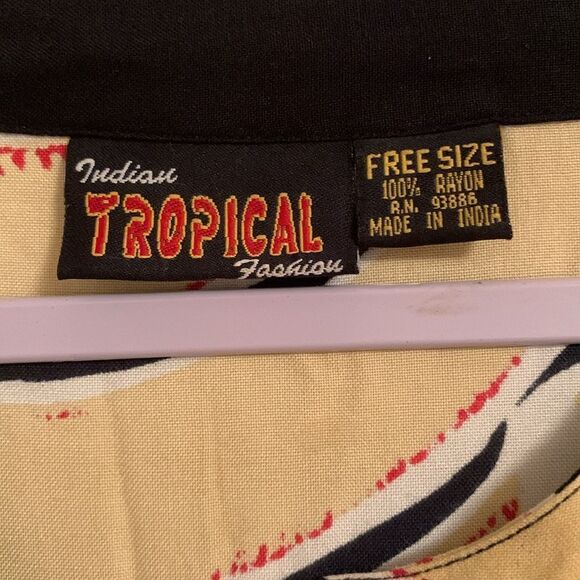 Indian
TROPICAL
Fashion
FREE SIZE
100% RAYON
R.N. 93886
MADE IN INDIA